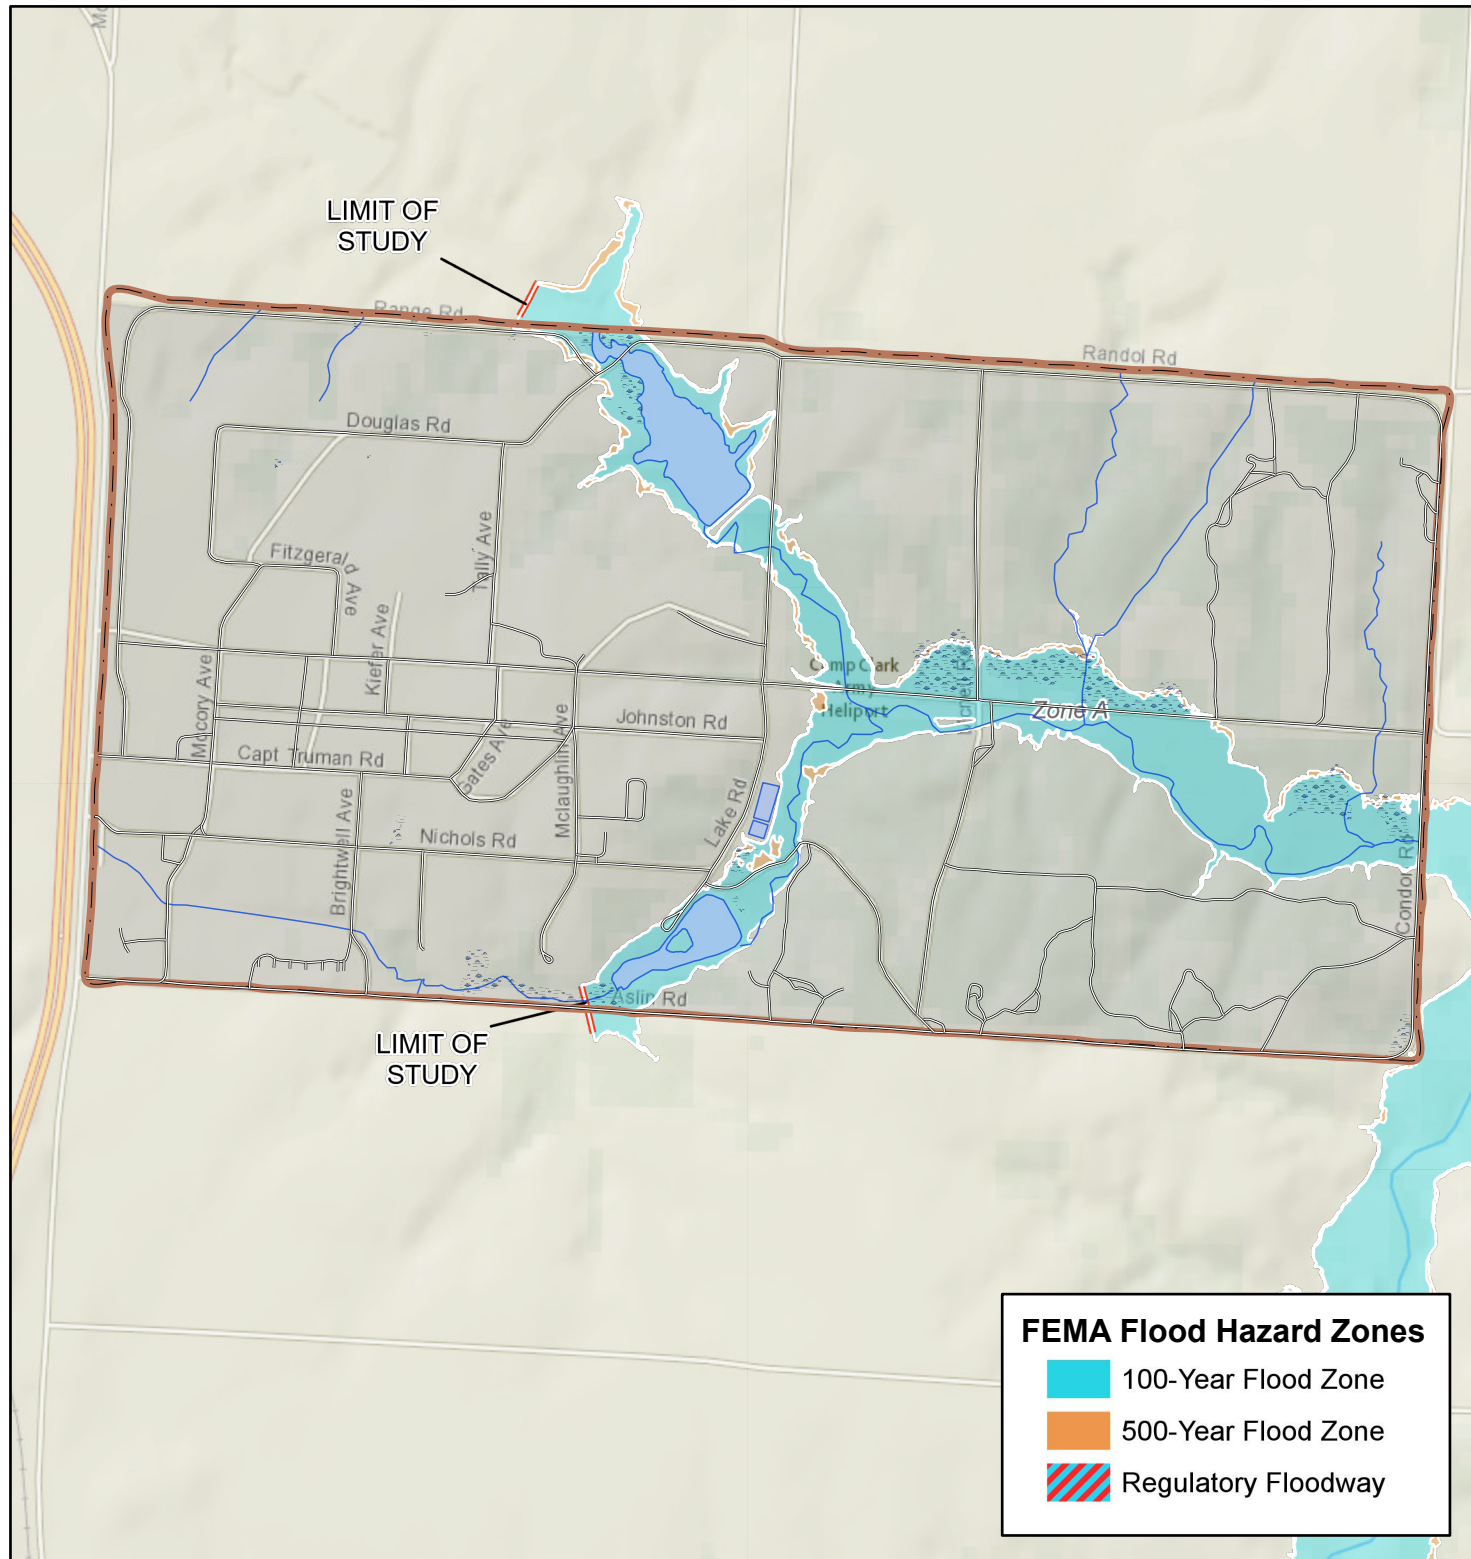 LIMIT OF
STUDY
Range Rd
Randol Rd
Douglas Rd
Tally Ave
Fitzgerald Ave
Kiefer Ave
Mccory Ave
Camp Clark
Army
Heliport
Zone A
Johnston Rd
Gates Ave
Mclaughlin Ave
Capt Truman Rd
Brightwell Ave
Nichols Rd
Lake Rd
Condor Rd
Aslin Rd
LIMIT OF
STUDY
FEMA Flood Hazard Zones
100-Year Flood Zone
500-Year Flood Zone
Regulatory Floodway